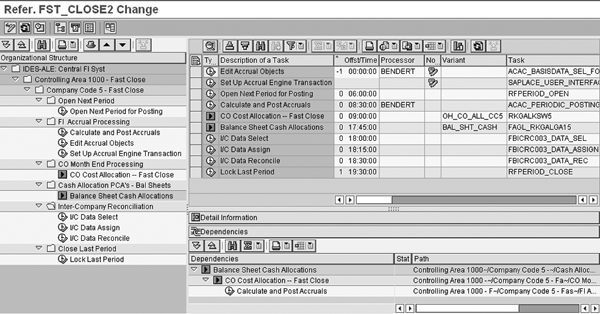 Refer. FST_CLOSE2 Change
Organizational Structure
IDES-ALE: Central FI Syst
Controlling Area 1000 - Fast Close
Company Code 5 - Fast Close
Open Next Period
Open Next Period for Posting
FI Accrual Processing
Calculate and Post Accruals
Edit Accrual Objects
Set Up Accrual Engine Transaction
CO Month End Processing
CO Cost Allocation -- Fast Close
Cash Allocation PCA's - Bal Sheets
Balance Sheet Cash Allocations
Inter-Company Reconciliation
I/C Data Select
I/C Data Assign
I/C Data Reconcile
Close Last Period
Lock Last Period
Ty. Description of a Task * Offst/Time Processor No Variant Task
Edit Accrual Objects -1 00:00:00 BENDERT ACAC_BASISDATA_SEL_FO
Set Up Accrual Engine Transaction SAPLACE_USER_INTERFA
Open Next Period for Posting 0 06:00:00 RFPERIOD_OPEN
Calculate and Post Accruals 0 08:30:00 BENDERT ACAC_PERIODIC_POSTING
CO Cost Allocation -- Fast Close 0 09:00:00 OH_CO_ALL_CC5 RKGALKSW5
Balance Sheet Cash Allocations 0 17:45:00 BAL_SHT_CASH FAGL_RKGALGA15
I/C Data Select 0 18:00:00 FBICRC003_DATA_SEL
I/C Data Assign 0 18:15:00 FBICRC003_DATA_ASSIGN
I/C Data Reconcile 0 18:30:00 FBICRC003_DATA_REC
Lock Last Period 1 19:30:00 RFPERIOD_CLOSE
Detail Information
Dependencies
Dependencies Stat Path
Balance Sheet Cash Allocations Controlling Area 1000-~/Company Code 5 --~/Cash Alloc...
CO Cost Allocation -- Fast Close Controlling Area 1000 --~/Company Code 5 - Fa~/CO Mo...
Calculate and Post Accruals Controlling Area 1000 - F~/Company Code 5 - Fas~/FI A...